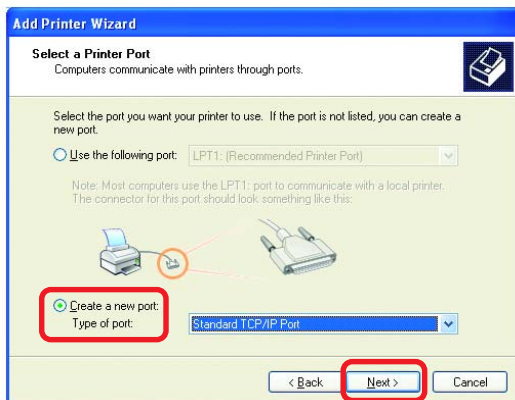 Add Printer Wizard
Select a Printer Port
Computers communicate with printers through ports.
Select the port you want your printer to use. If the port is not listed, you can create a
new port.
Use the following port: LPT1: (Recommended Printer Port)
Note: Most computers use the LPT1: port to communicate with a local printer.
The connector for this port should look something like this:
Create a new port:
Type of port: Standard TCP/IP Port
< Back Next > Cancel